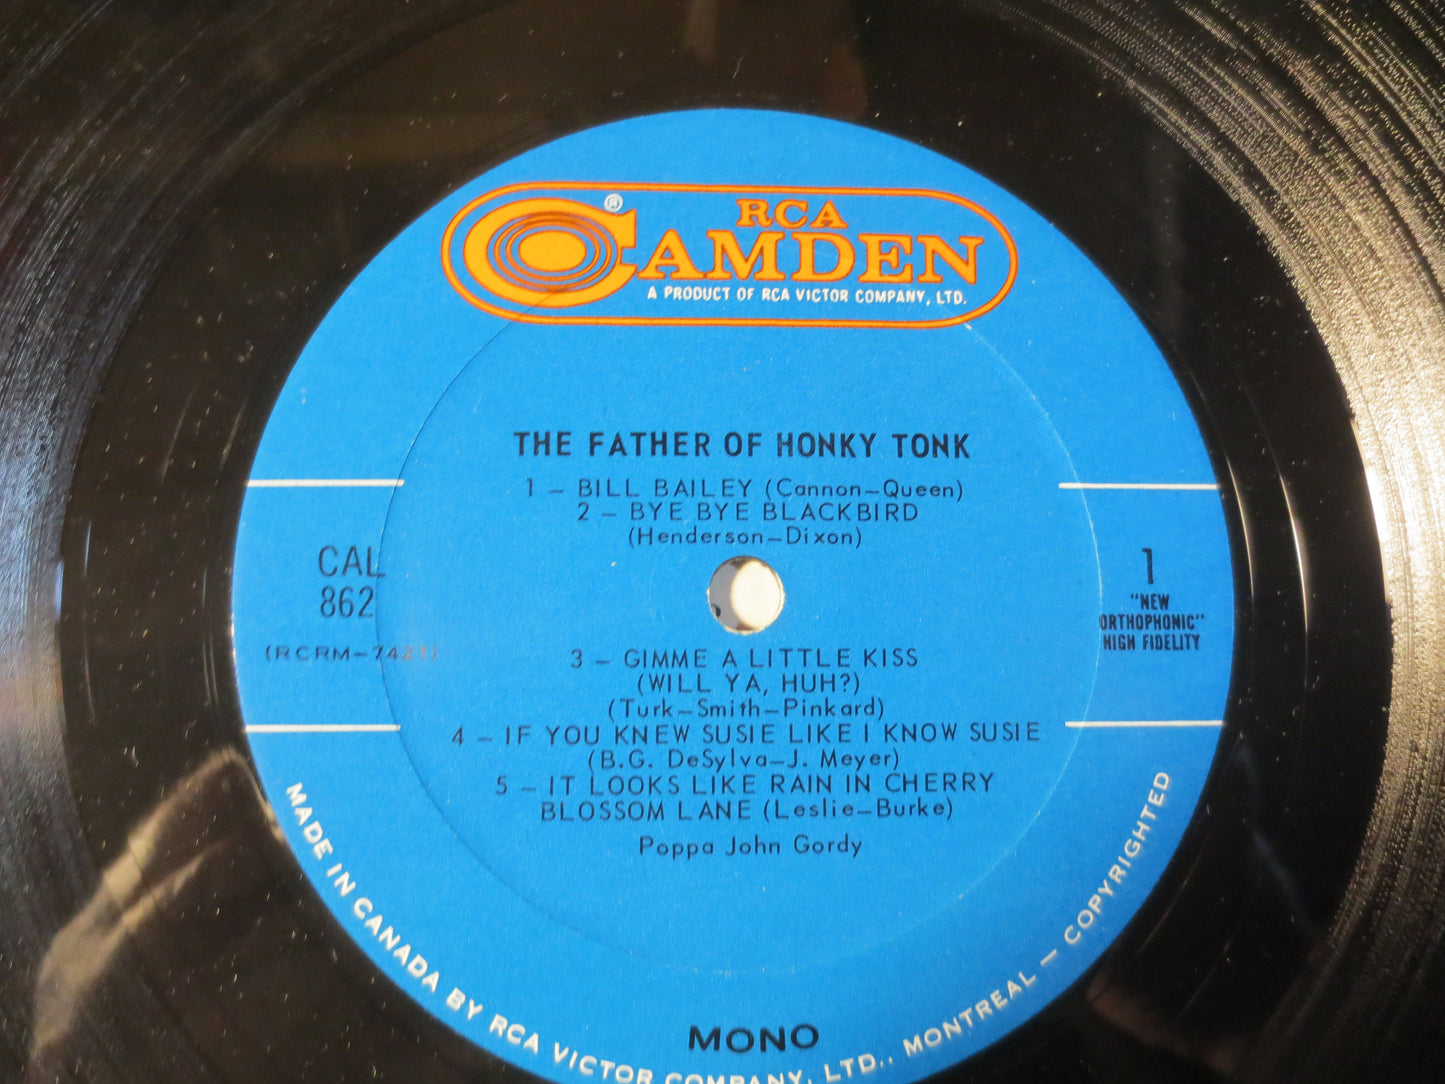 ®
RCA
CAMDEN
A PRODUCT OF RCA VICTOR COMPANY, LTD.
THE FATHER OF HONKY TONK
1 – BILL BAILEY (Cannon–Queen)
2 – BYE BYE BLACKBIRD
(Henderson–Dixon)
CAL
862
1
"NEW
ORTHOPHONIC"
HIGH FIDELITY
3 – GIMME A LITTLE KISS
(WILL YA, HUH?)
(Turk–Smith–Pinkard)
4 – IF YOU KNEW SUSIE LIKE I KNOW SUSIE
(B.G. DeSylva–J. Meyer)
5 – IT LOOKS LIKE RAIN IN CHERRY
BLOSSOM LANE (Leslie–Burke)
Poppa John Gordy
MONO
MADE IN CANADA BY RCA VICTOR COMPANY, LTD., MONTREAL – COPYRIGHTED